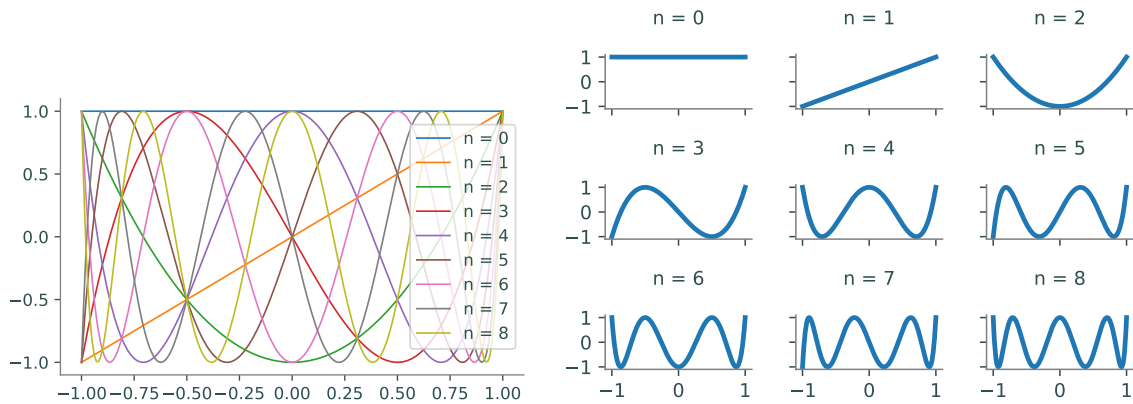 1.0
0.5
0.0
−0.5
−1.0
−1.00 −0.75 −0.50 −0.25 0.00 0.25 0.50 0.75 1.00
n = 0
n = 1
n = 2
n = 3
n = 4
n = 5
n = 6
n = 7
n = 8
n = 0 n = 1 n = 2
1
0
−1
n = 3 n = 4 n = 5
1
0
−1
n = 6 n = 7 n = 8
1
0
−1
−1 0 1 −1 0 1 −1 0 1